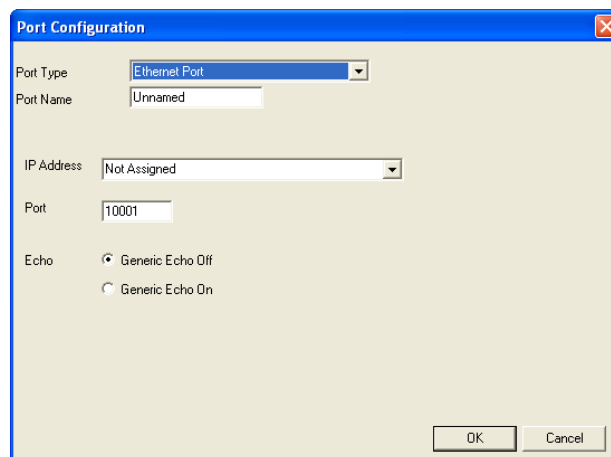 Port Configuration
Port Type Ethernet Port
Port Name Unnamed
IP Address Not Assigned
Port 10001
Echo Generic Echo Off
Generic Echo On
OK Cancel